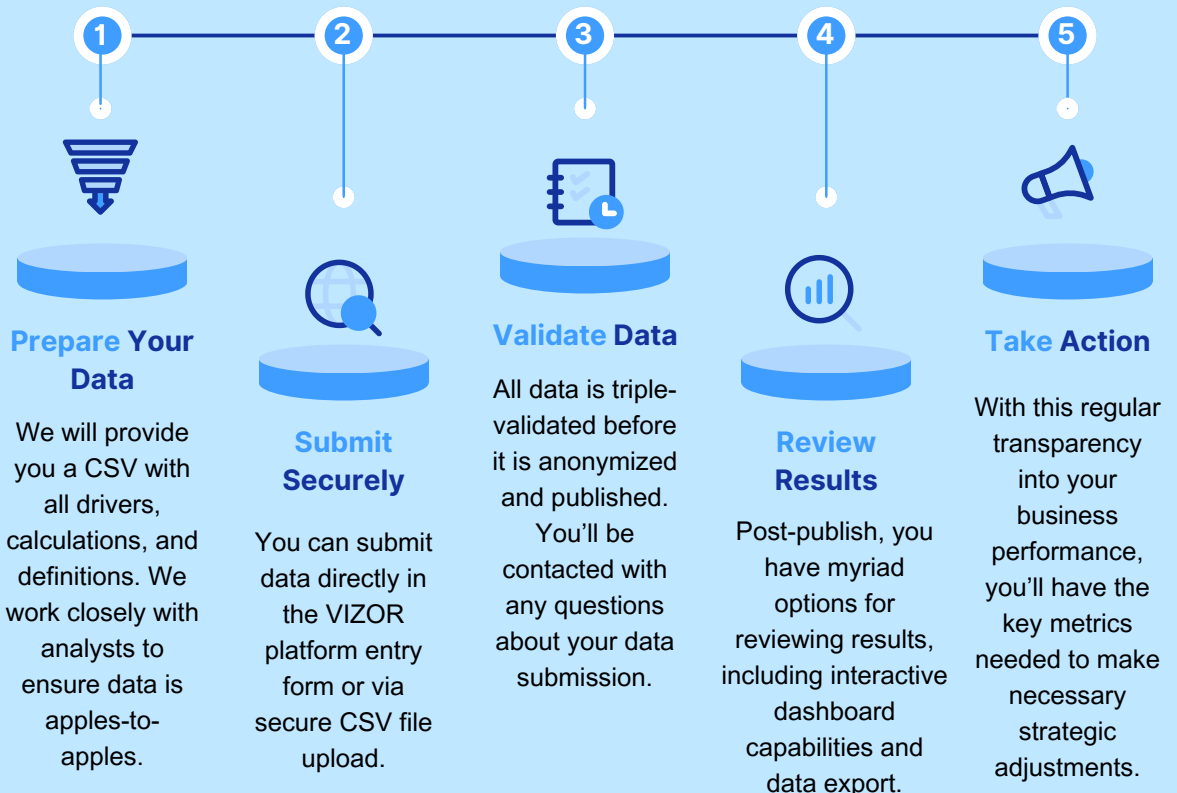 1
2
3
4
5
Prepare Your
Data
We will provide
you a CSV with
all drivers,
calculations, and
definitions. We
work closely with
analysts to
ensure data is
apples-to-
apples.
Submit
Securely
You can submit
data directly in
the VIZOR
platform entry
form or via
secure CSV file
upload.
Validate Data
All data is triple-
validated before
it is anonymized
and published.
You'll be
contacted with
any questions
about your data
submission.
Review
Results
Post-publish, you
have myriad
options for
reviewing results,
including interactive
dashboard
capabilities and
data export.
Take Action
With this regular
transparency
into your
business
performance,
you'll have the
key metrics
needed to make
necessary
strategic
adjustments.